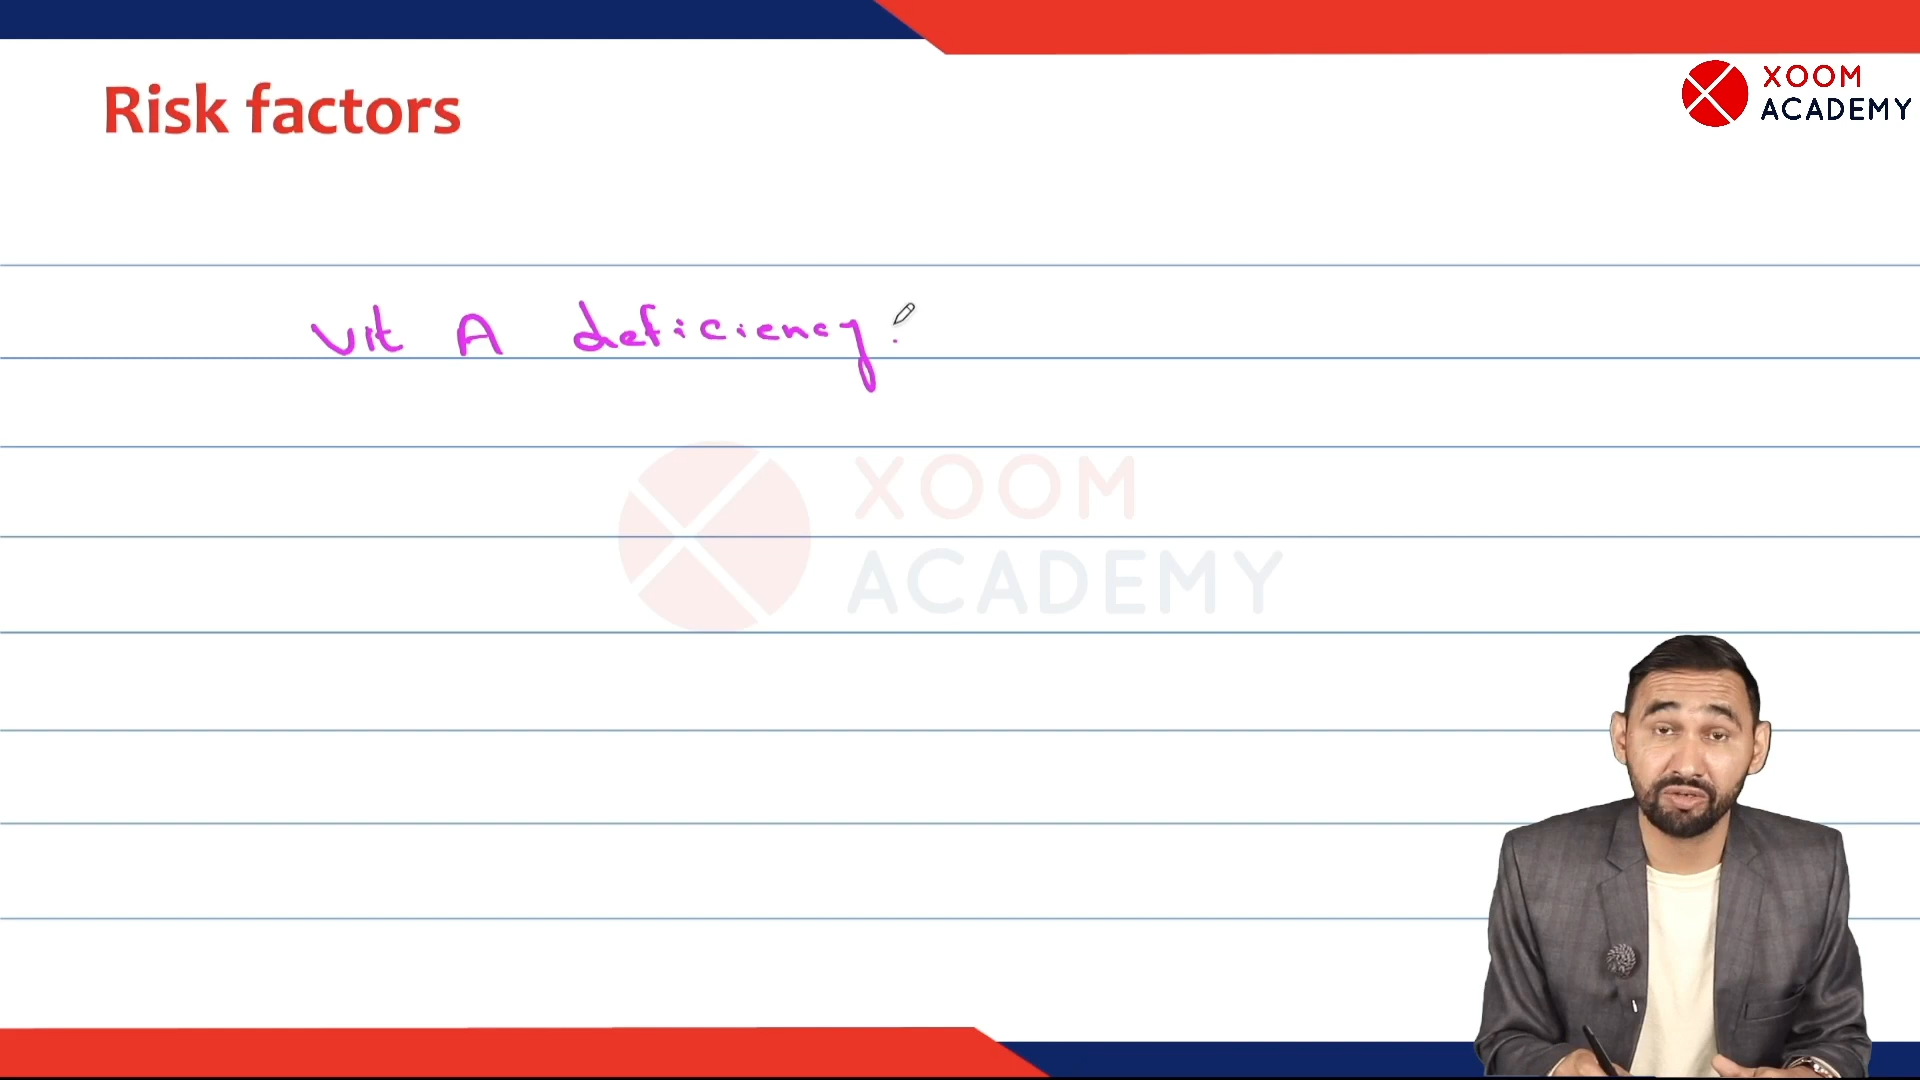 XOOM
ACADEMY
Risk factors
vit A deficiency.
XOOM
ACADEMY